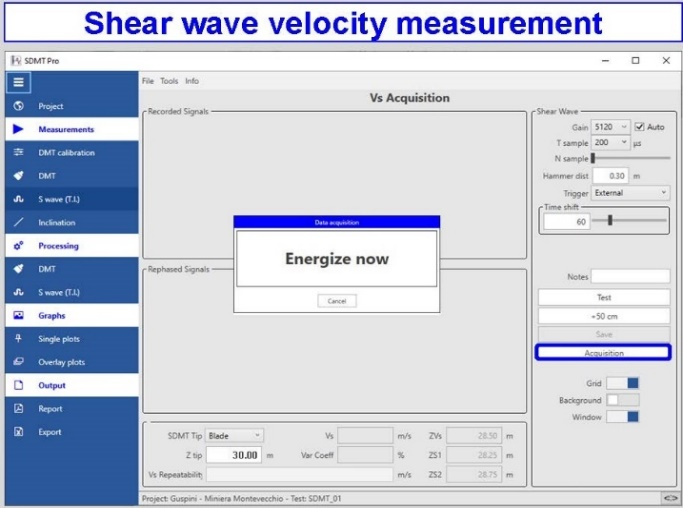 Shear wave velocity measurement
SDMT Pro
File Tools Info
Project
Measurements
DMT calibration
DMT
S wave (T.I.)
Inclination
Processing
DMT
S wave (T.I.)
Graphs
Single plots
Overlay plots
Output
Report
Export
Vs Acquisition
Recorded Signals
Data acquisition
Energize now
Cancel
Rephased Signals
SDMT Tip Blade Vs m/s ZVs 28.50 m
Z tip 30.00 m Var Coeff % ZS1 28.25 m
Vs Repeatability m/s ZS2 28.75 m
Shear Wave
Gain 5120 Auto
T sample 200 µs
N sample
Hammer dist 0.30 m
Trigger External
Time shift
60
Notes
Test
+50 cm
Save
Acquisition
Grid
Background
Window
Project: Guspini - Miniera Montevecchio - Test: SDMT_01